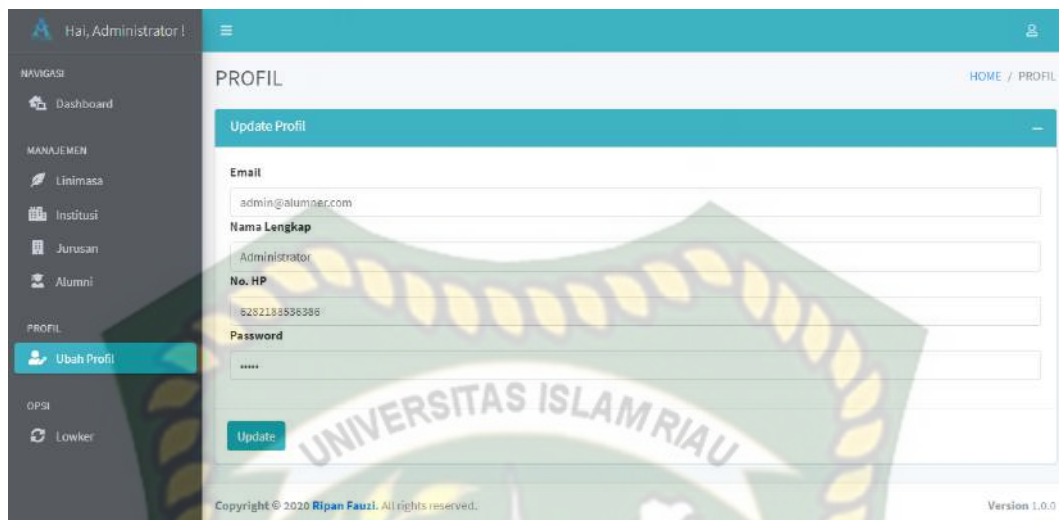 Hai, Administrator !
NAVIGASI
Dashboard
MANAJEMEN
Linimasa
Institusi
Jurusan
Alumni
PROFIL
Ubah Profil
OPSI
Lowker
PROFIL
HOME / PROFIL
Update Profil
Email
admin@alumner.com
Nama Lengkap
Administrator
No. HP
6282188536386
Password
•••••
Update
UNIVERSITAS ISLAM RIAU
Copyright © 2020 Ripan Fauzi. All rights reserved.
Version 1.0.0